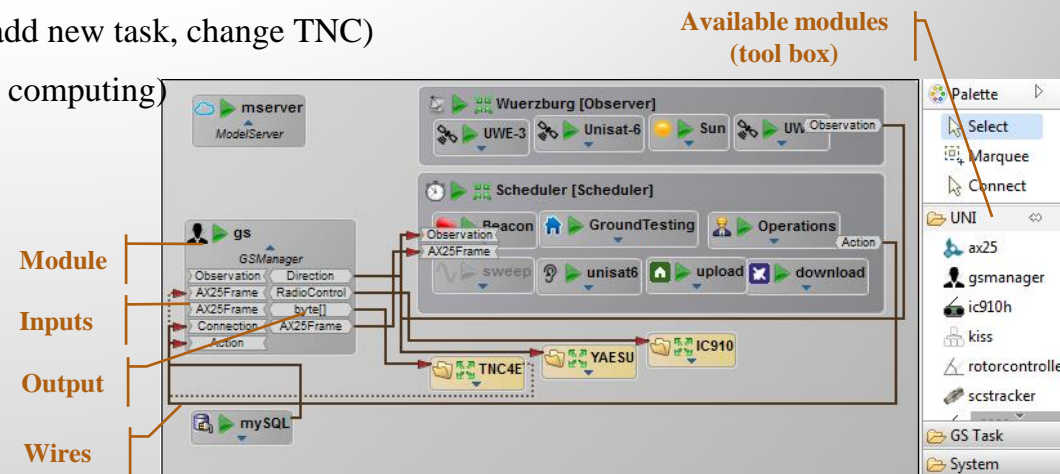 add new task, change TNC)
computing)
Available modules
(tool box)
mserver
ModelServer
Wuerzburg [Observer]
UWE-3
Unisat-6
Sun
UW
Observation
Scheduler [Scheduler]
Beacon
GroundTesting
Operations
Observation
AX25Frame
Action
sweep
unisat6
upload
download
gs
GSManager
Observation
Direction
AX25Frame
RadioControl
AX25Frame
byte[]
Connection
AX25Frame
Action
TNC4E
YAESU
IC910
mySQL
Module
Inputs
Output
Wires
Palette
Select
Marquee
Connect
UNI
ax25
gsmanager
ic910h
kiss
rotorcontrolle
scstracker
GS Task
System